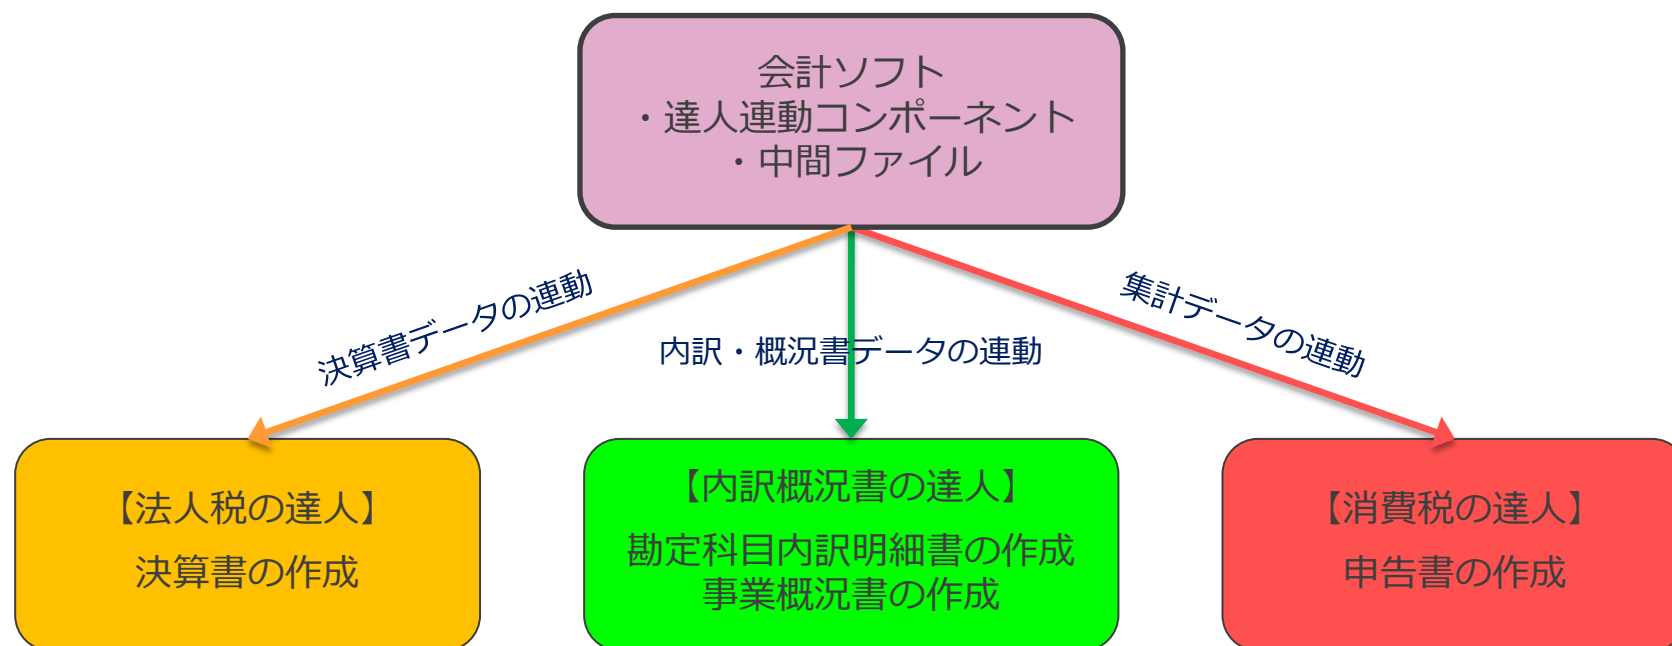 会計ソフト
・達人連動コンポーネント
・中間ファイル
決算書データの連動
内訳・概況書データの連動
集計データの連動
【法人税の達人】
決算書の作成
【内訳概況書の達人】
勘定科目内訳明細書の作成
事業概況書の作成
【消費税の達人】
申告書の作成